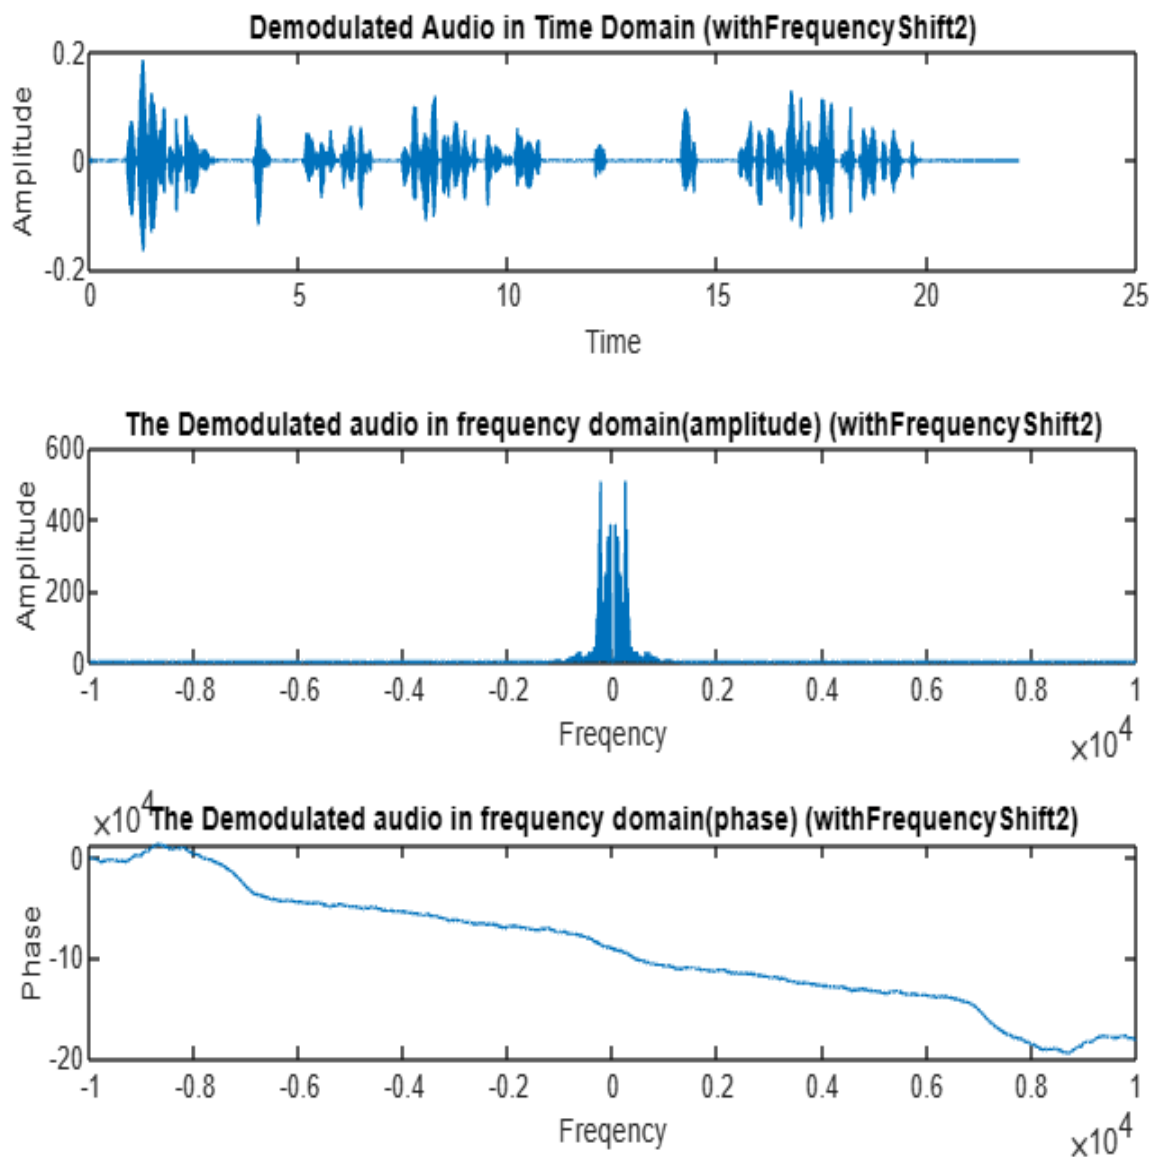 Demodulated Audio in Time Domain (withFrequencyShift2)
0.2
0
-0.2
Amplitude
0 5 10 15 20 25
Time
The Demodulated audio in frequency domain(amplitude) (withFrequencyShift2)
600
400
200
0
Amplitude
-1 -0.8 -0.6 -0.4 -0.2 0 0.2 0.4 0.6 0.8 1
Freqency
×10^4
×10^4
The Demodulated audio in frequency domain(phase) (withFrequencyShift2)
0
-10
-20
Phase
-1 -0.8 -0.6 -0.4 -0.2 0 0.2 0.4 0.6 0.8 1
Freqency
×10^4